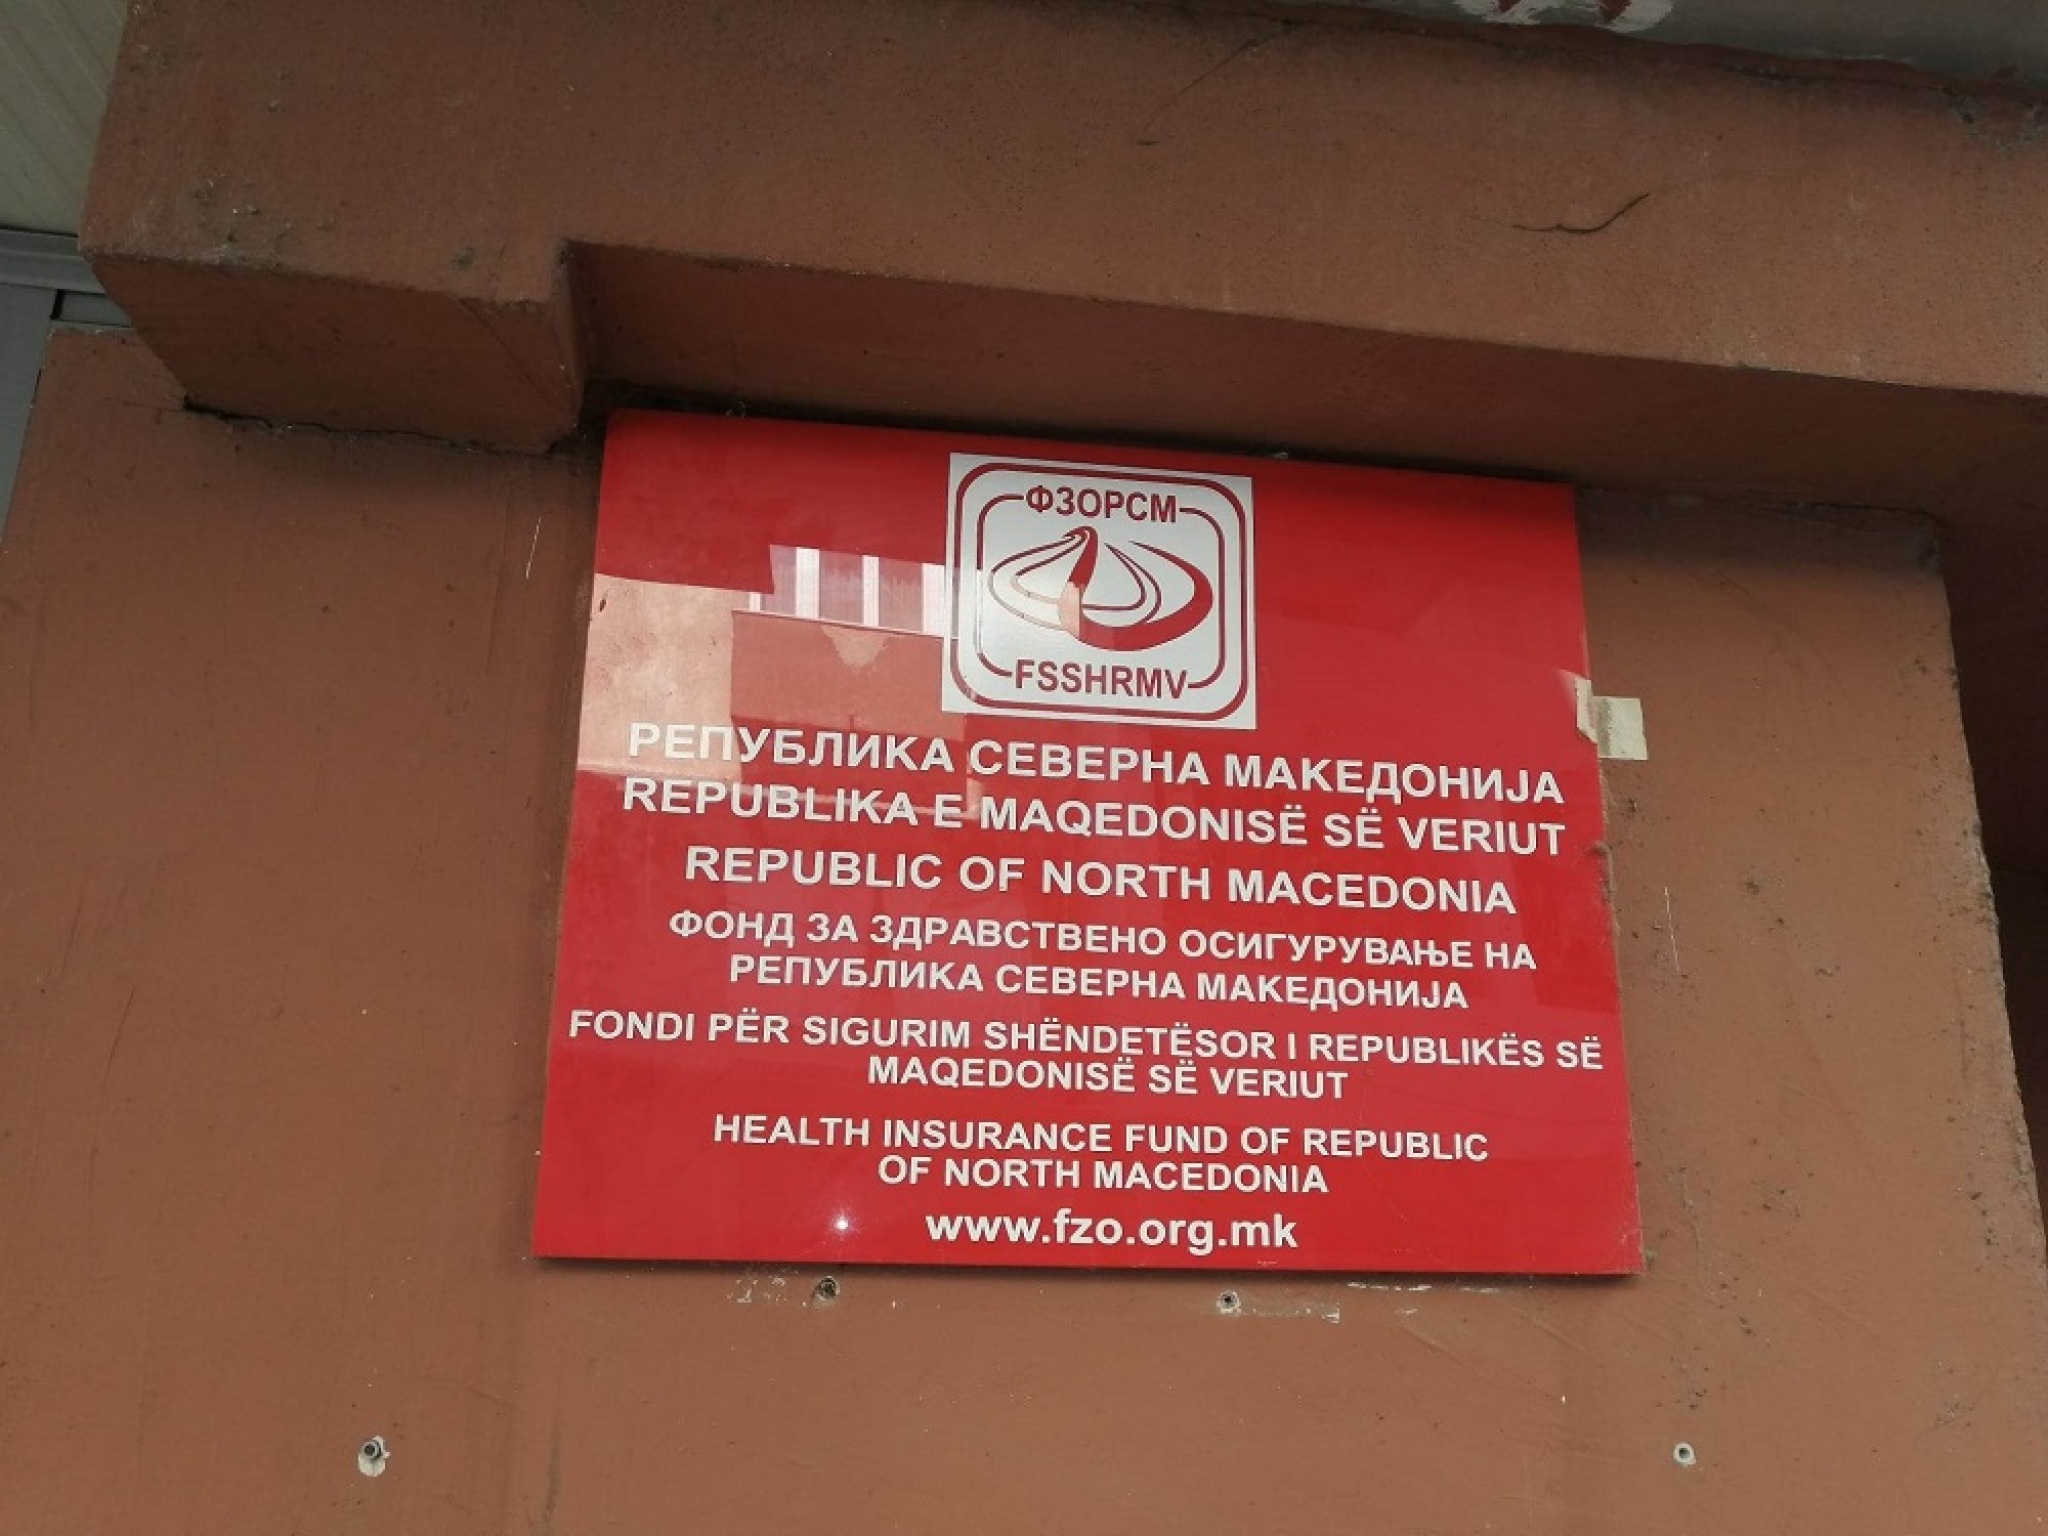 ФЗОРСМ
FSSHRMV
РЕПУБЛИКА СЕВЕРНА МАКЕДОНИЈА
REPUBLIKA E MAQEDONISË SË VERIUT
REPUBLIC OF NORTH MACEDONIA
ФОНД ЗА ЗДРАВСТВЕНО ОСИГУРУВАЊЕ НА
РЕПУБЛИКА СЕВЕРНА МАКЕДОНИЈА
FONDI PËR SIGURIM SHËNDETËSOR I REPUBLIKËS SË
MAQEDONISË SË VERIUT
HEALTH INSURANCE FUND OF REPUBLIC
OF NORTH MACEDONIA
www.fzo.org.mk